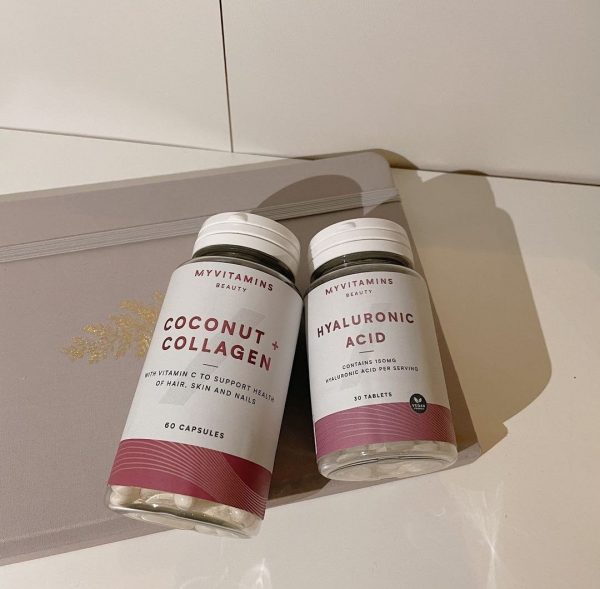 MYVITAMINS
BEAUTY
COCONUT +
COLLAGEN
WITH VITAMIN C TO SUPPORT HEALTH
OF HAIR, SKIN AND NAILS
60 CAPSULES
MYVITAMINS
BEAUTY
HYALURONIC
ACID
CONTAINS 150MG
HYALURONIC ACID PER SERVING
30 TABLETS
VEGAN